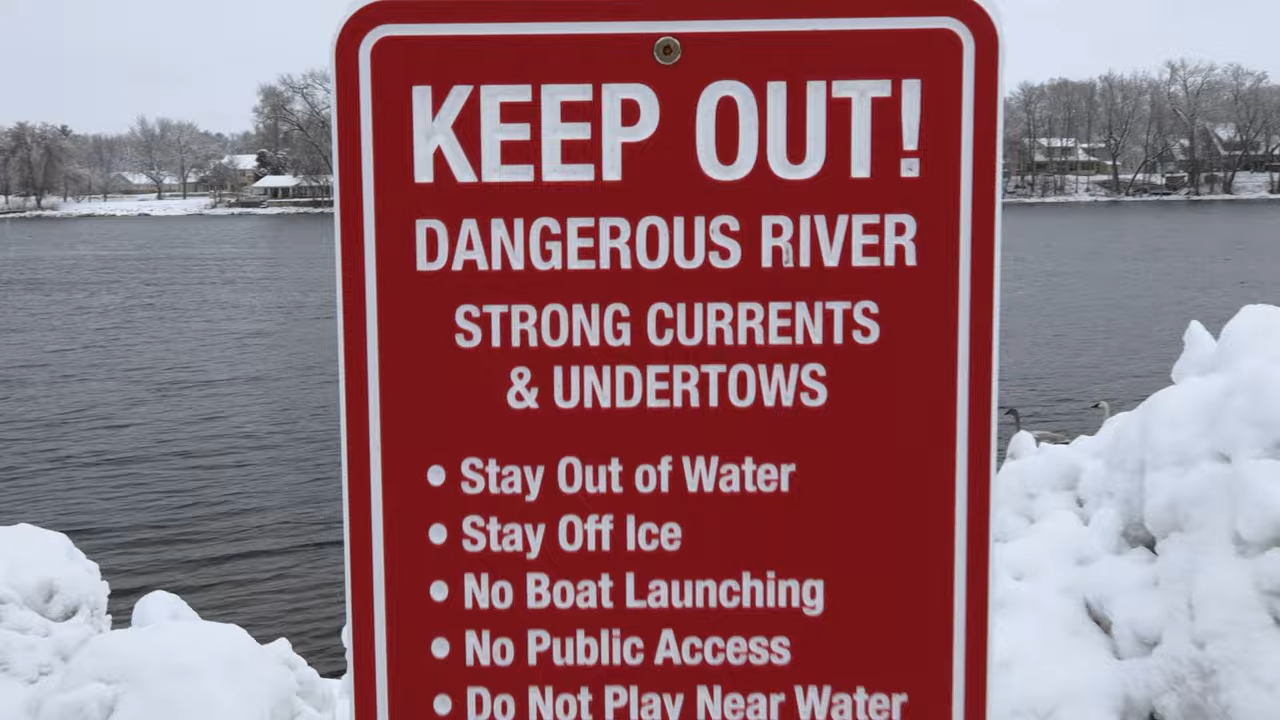 KEEP OUT!
DANGEROUS RIVER
STRONG CURRENTS
& UNDERTOWS
• Stay Out of Water
• Stay Off Ice
• No Boat Launching
• No Public Access
• Do Not Play Near Water